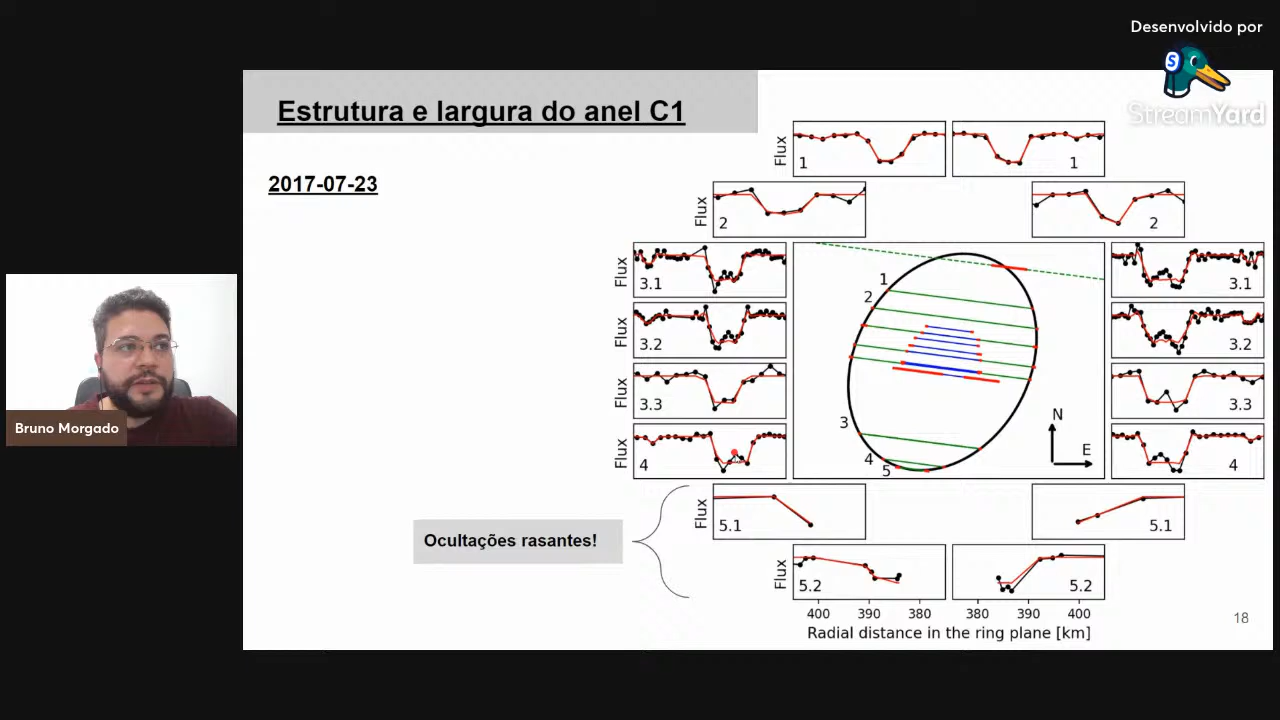 Desenvolvido por
S
StreamYard
Estrutura e largura do anel C1
2017-07-23
Flux
1
1
Flux
2
2
Flux
3.1
3.1
Flux
3.2
3.2
Flux
3.3
3.3
Flux
4
4
1
2
3
4
5
N
E
Flux
5.1
5.1
Flux
5.2
5.2
Ocultações rasantes!
400 390 380 380 390 400
Radial distance in the ring plane [km]
18
Bruno Morgado